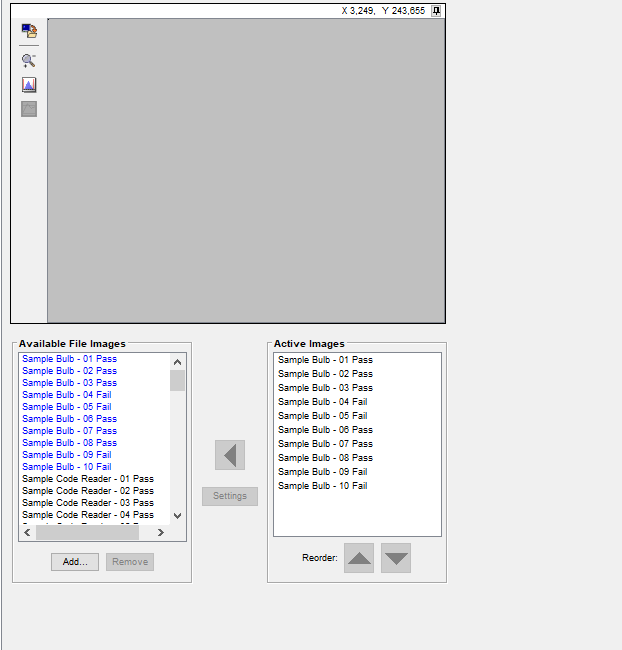 X 3,249, Y 243,655
Available File Images
Sample Bulb - 01 Pass
Sample Bulb - 02 Pass
Sample Bulb - 03 Pass
Sample Bulb - 04 Fail
Sample Bulb - 05 Fail
Sample Bulb - 06 Pass
Sample Bulb - 07 Pass
Sample Bulb - 08 Pass
Sample Bulb - 09 Fail
Sample Bulb - 10 Fail
Sample Code Reader - 01 Pass
Sample Code Reader - 02 Pass
Sample Code Reader - 03 Pass
Sample Code Reader - 04 Pass
Add...
Remove
Settings
Active Images
Sample Bulb - 01 Pass
Sample Bulb - 02 Pass
Sample Bulb - 03 Pass
Sample Bulb - 04 Fail
Sample Bulb - 05 Fail
Sample Bulb - 06 Pass
Sample Bulb - 07 Pass
Sample Bulb - 08 Pass
Sample Bulb - 09 Fail
Sample Bulb - 10 Fail
Reorder: